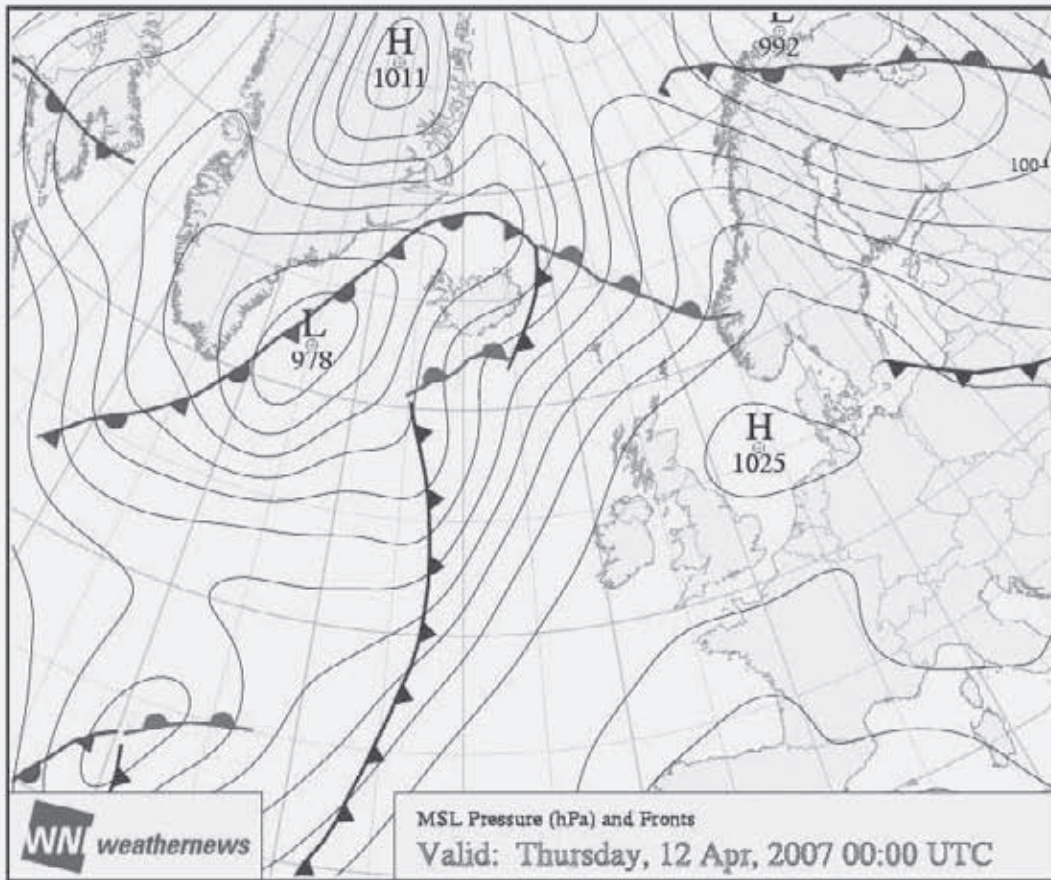 H
1011
L
992
1004
L
978
H
1025
WN weathernews
MSL Pressure (hPa) and Fronts
Valid: Thursday, 12 Apr, 2007 00:00 UTC